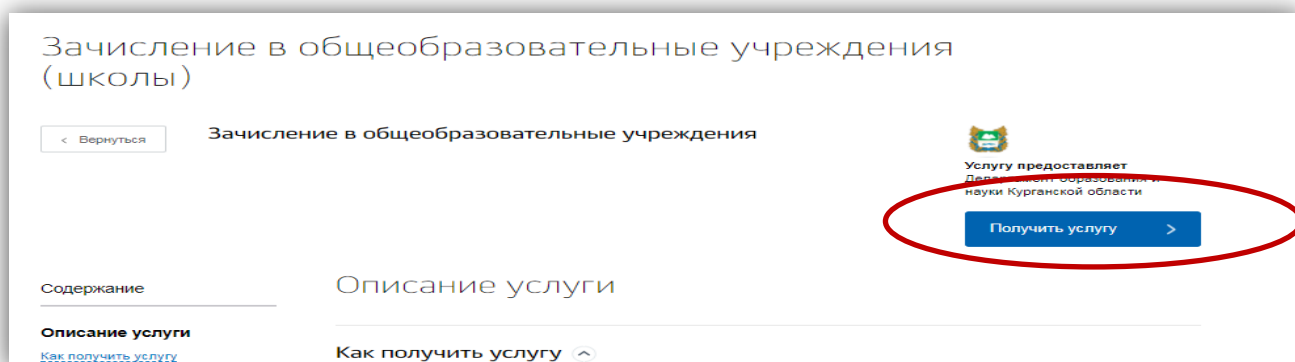 Зачисление в общеобразовательные учреждения
(школы)
< Вернуться
Зачисление в общеобразовательные учреждения
Услугу предоставляет
Департамент образования и
науки Курганской области
Получить услугу >
Содержание
Описание услуги
Описание услуги
Как получить услугу
Как получить услугу